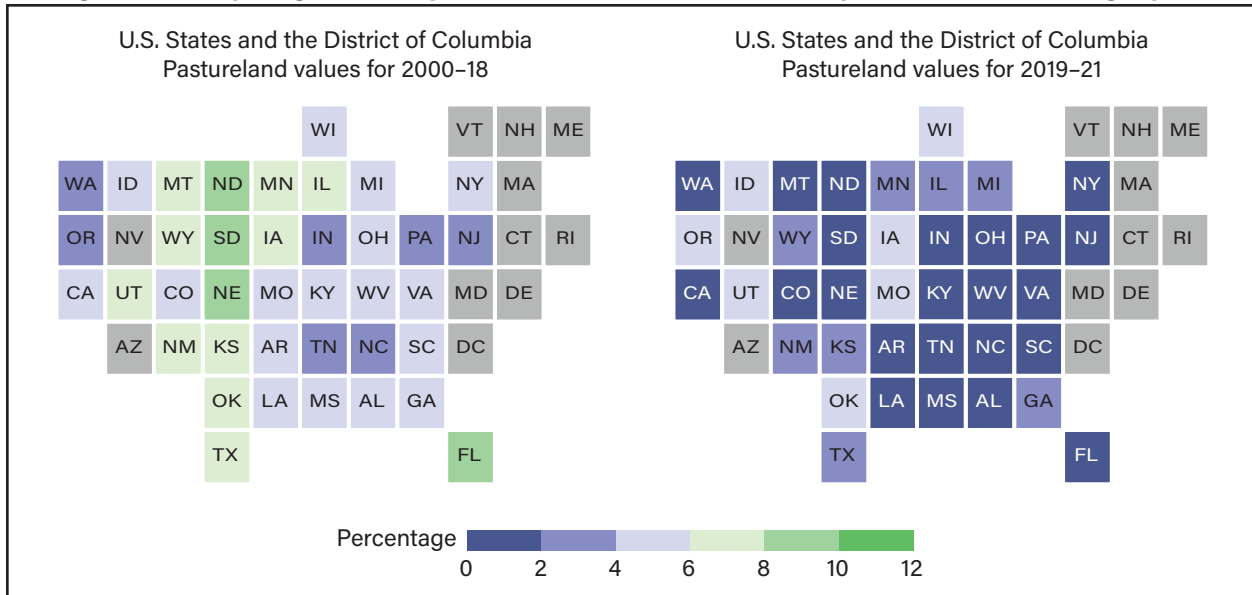 U.S. States and the District of Columbia
Pastureland values for 2000–18
WI VT NH ME
WA ID MT ND MN IL MI NY MA
OR NV WY SD IA IN OH PA NJ CT RI
CA UT CO NE MO KY WV VA MD DE
AZ NM KS AR TN NC SC DC
OK LA MS AL GA
TX FL
U.S. States and the District of Columbia
Pastureland values for 2019–21
WI VT NH ME
WA ID MT ND MN IL MI NY MA
OR NV WY SD IA IN OH PA NJ CT RI
CA UT CO NE MO KY WV VA MD DE
AZ NM KS AR TN NC SC DC
OK LA MS AL GA
TX FL
Percentage
0 2 4 6 8 10 12